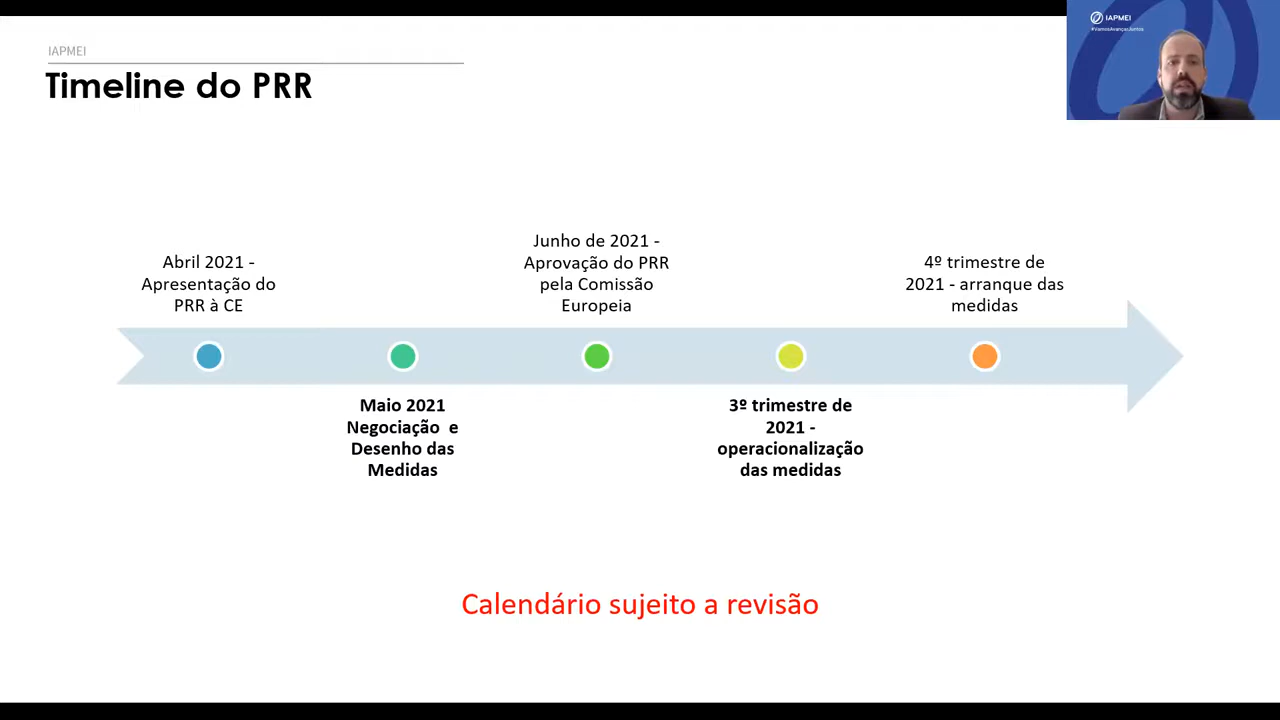 IAPMEI
Timeline do PRR
IAPMEI
#VamosAvançarJuntos
Abril 2021 -
Apresentação do
PRR à CE
Maio 2021
Negociação e
Desenho das
Medidas
Junho de 2021 -
Aprovação do PRR
pela Comissão
Europeia
3º trimestre de
2021 -
operacionalização
das medidas
4º trimestre de
2021 - arranque das
medidas
Calendário sujeito a revisão